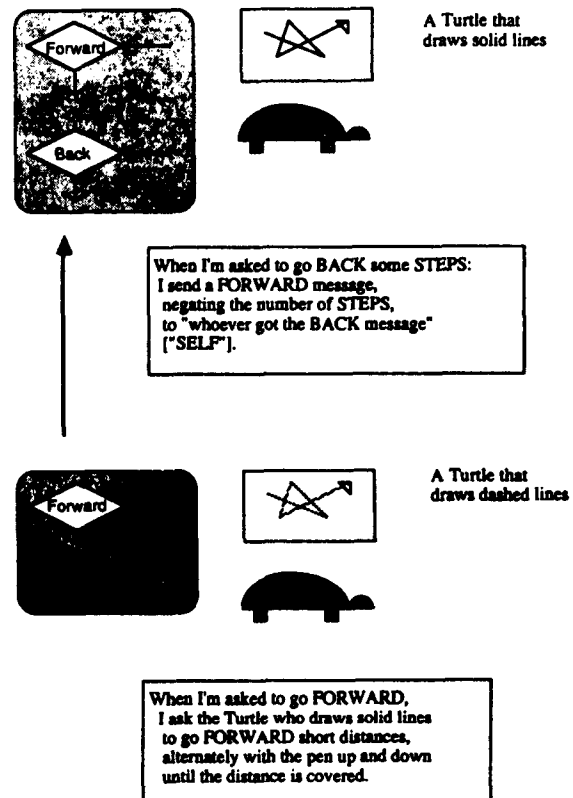 Forward
A Turtle that
draws solid lines
Back
When I'm asked to go BACK some STEPS:
I send a FORWARD message,
negating the number of STEPS,
to "whoever got the BACK message"
["SELF"].
Forward
A Turtle that
draws dashed lines
When I'm asked to go FORWARD,
I ask the Turtle who draws solid lines
to go FORWARD short distances,
alternately with the pen up and down
until the distance is covered.